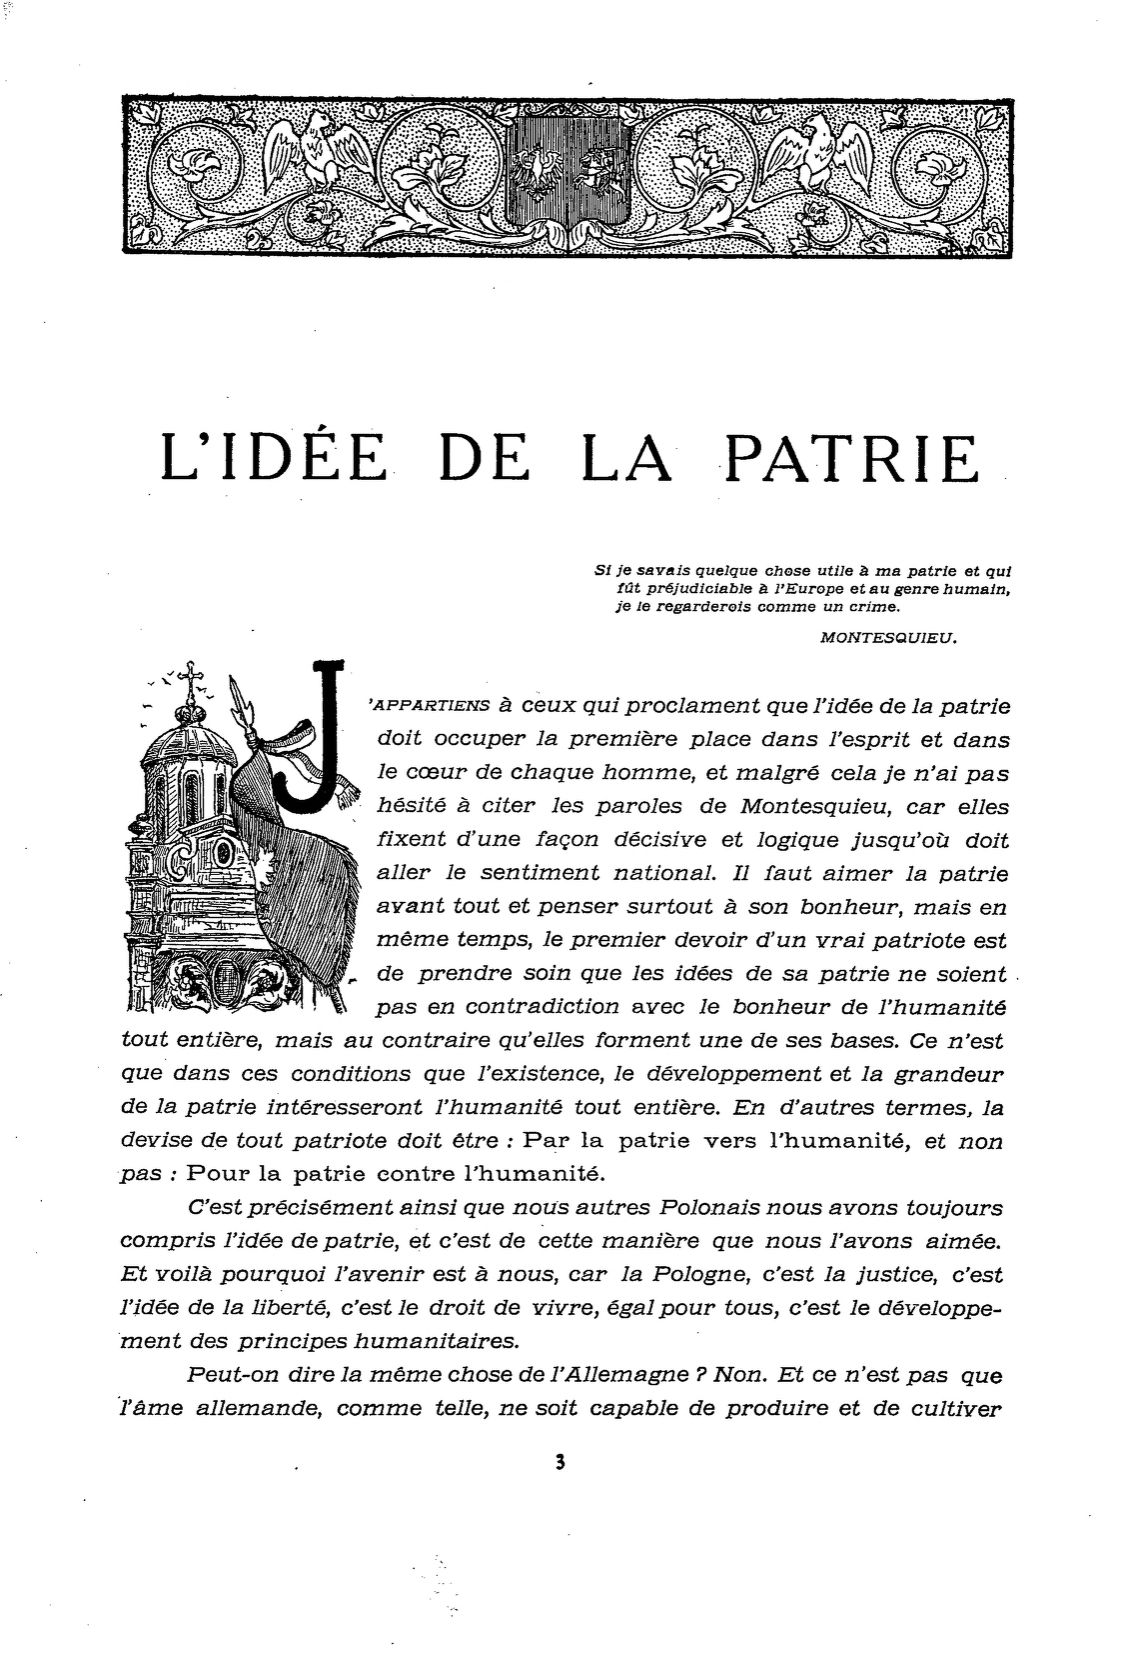 L'IDÉE DE LA PATRIE
Si je savais quelque chose utile à ma patrie et qui
fût préjudiciable à l'Europe et au genre humain,
je le regarderois comme un crime.
MONTESQUIEU.
J'APPARTIENS à ceux qui proclament que l'idée de la patrie
doit occuper la première place dans l'esprit et dans
le cœur de chaque homme, et malgré cela je n'ai pas
hésité à citer les paroles de Montesquieu, car elles
fixent d'une façon décisive et logique jusqu'où doit
aller le sentiment national. Il faut aimer la patrie
avant tout et penser surtout à son bonheur, mais en
même temps, le premier devoir d'un vrai patriote est
de prendre soin que les idées de sa patrie ne soient
pas en contradiction avec le bonheur de l'humanité
tout entière, mais au contraire qu'elles forment une de ses bases. Ce n'est
que dans ces conditions que l'existence, le développement et la grandeur
de la patrie intéresseront l'humanité tout entière. En d'autres termes, la
devise de tout patriote doit être : Par la patrie vers l'humanité, et non
pas : Pour la patrie contre l'humanité.
C'est précisément ainsi que nous autres Polonais nous avons toujours
compris l'idée de patrie, et c'est de cette manière que nous l'avons aimée.
Et voilà pourquoi l'avenir est à nous, car la Pologne, c'est la justice, c'est
l'idée de la liberté, c'est le droit de vivre, égal pour tous, c'est le développe-
ment des principes humanitaires.
Peut-on dire la même chose de l'Allemagne ? Non. Et ce n'est pas que
l'âme allemande, comme telle, ne soit capable de produire et de cultiver
3